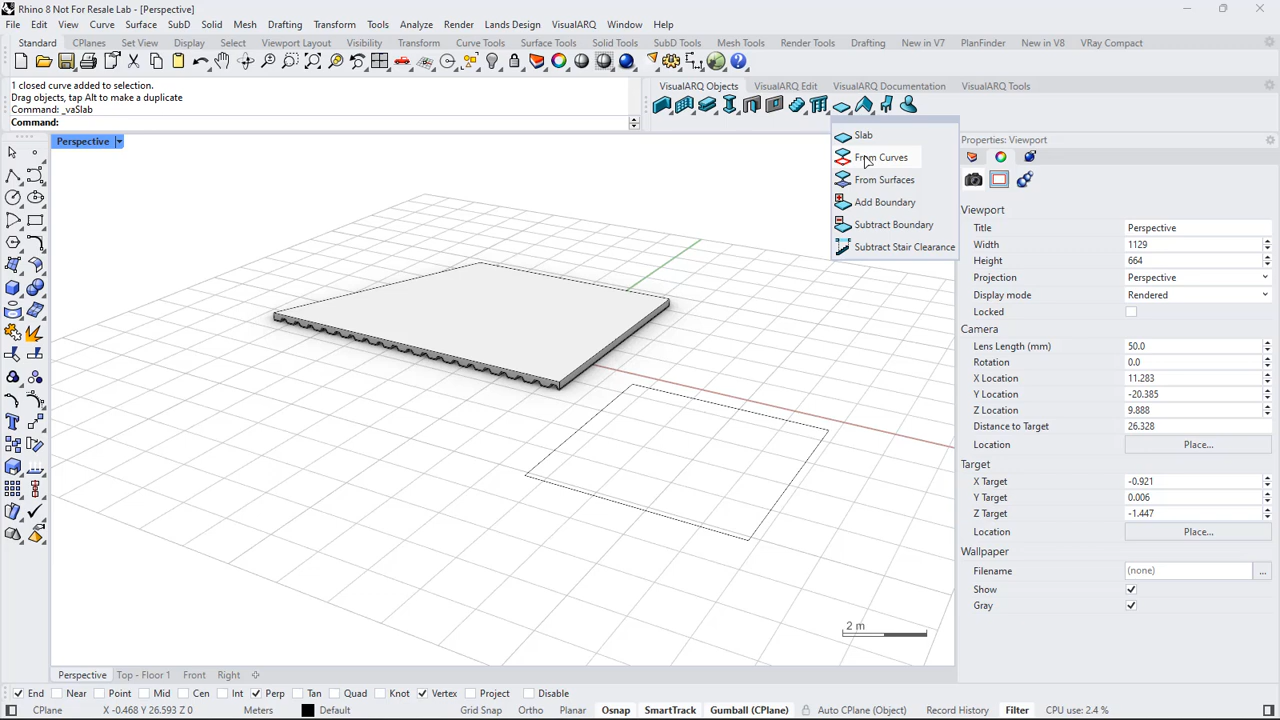 Rhino 8 Not For Resale Lab - [Perspective]
File Edit View Curve Surface SubD Solid Mesh Drafting Transform Tools Analyze Render Lands Design VisualARQ Window Help
Standard CPlanes Set View Display Select Viewport Layout Visibility Transform Curve Tools Surface Tools Solid Tools SubD Tools Mesh Tools Render Tools Drafting New in V7 PlanFinder New in V8 VRay Compact
1 closed curve added to selection.
Drag objects, tap Alt to make a duplicate
Command: _vaSlab
Command:
VisualARQ Objects VisualARQ Edit VisualARQ Documentation VisualARQ Tools
Perspective
Slab
From Curves
From Surfaces
Add Boundary
Subtract Boundary
Subtract Stair Clearance
Properties: Viewport
Viewport
Title Perspective
Width 1129
Height 664
Projection Perspective
Display mode Rendered
Locked
Camera
Lens Length (mm) 50.0
Rotation 0.0
X Location 11.283
Y Location -20.385
Z Location 9.888
Distance to Target 26.328
Location Place...
Target
X Target -0.921
Y Target 0.006
Z Target -1.447
Location Place...
Wallpaper
Filename (none) ...
Show
Gray
2 m
Perspective Top - Floor 1 Front Right
End Near Point Mid Cen Int Perp Tan Quad Knot Vertex Project Disable
CPlane X -0.468 Y 26.593 Z 0 Meters Default Grid Snap Ortho Planar Osnap SmartTrack Gumball (CPlane) Auto CPlane (Object) Record History Filter CPU use: 2.4 %